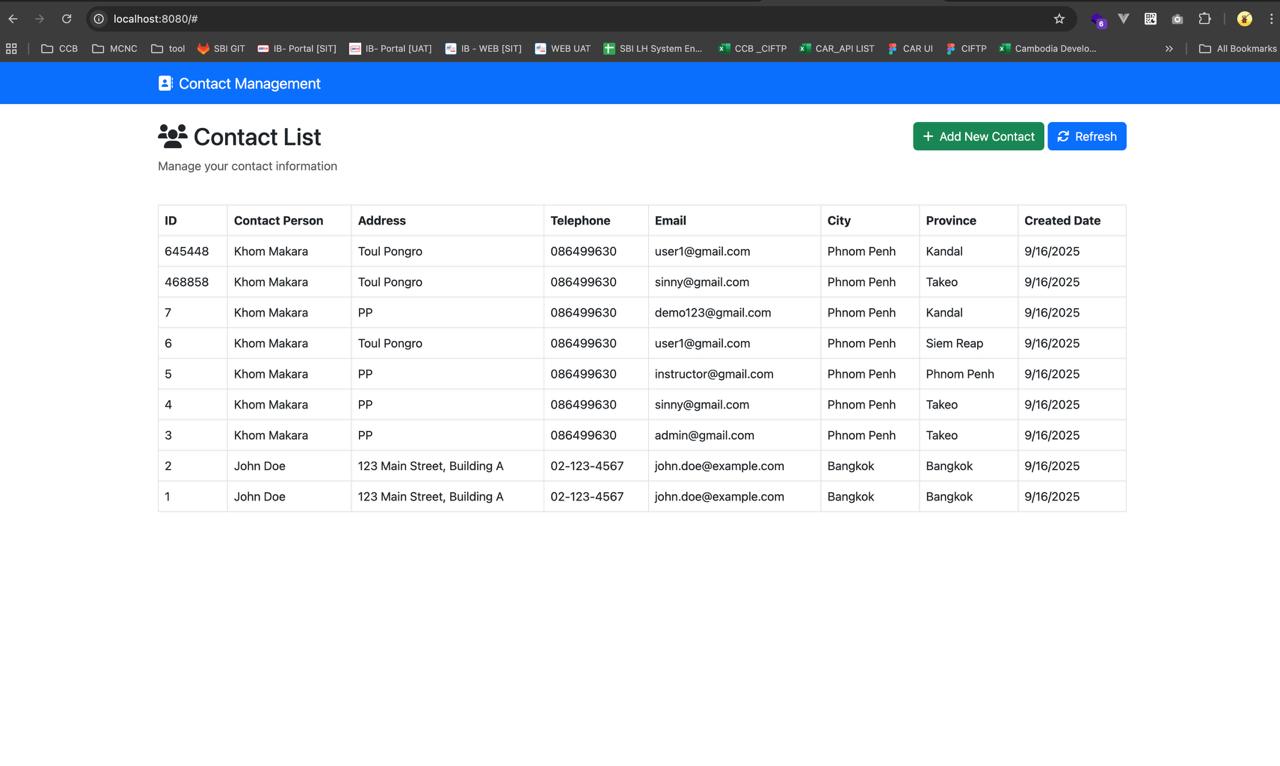 localhost:8080/#
6
CCB MCNC tool SBI GIT IB- Portal [SIT] IB- Portal [UAT] IB - WEB [SIT] WEB UAT SBI LH System En... CCB _CIFTP CAR_API LIST CAR UI CIFTP Cambodia Develo... » All Bookmarks
Contact Management
Contact List
+ Add New Contact Refresh
Manage your contact information
ID Contact Person Address Telephone Email City Province Created Date
645448 Khom Makara Toul Pongro 086499630 user1@gmail.com Phnom Penh Kandal 9/16/2025
468858 Khom Makara Toul Pongro 086499630 sinny@gmail.com Phnom Penh Takeo 9/16/2025
7 Khom Makara PP 086499630 demo123@gmail.com Phnom Penh Kandal 9/16/2025
6 Khom Makara Toul Pongro 086499630 user1@gmail.com Phnom Penh Siem Reap 9/16/2025
5 Khom Makara PP 086499630 instructor@gmail.com Phnom Penh Phnom Penh 9/16/2025
4 Khom Makara PP 086499630 sinny@gmail.com Phnom Penh Takeo 9/16/2025
3 Khom Makara PP 086499630 admin@gmail.com Phnom Penh Takeo 9/16/2025
2 John Doe 123 Main Street, Building A 02-123-4567 john.doe@example.com Bangkok Bangkok 9/16/2025
1 John Doe 123 Main Street, Building A 02-123-4567 john.doe@example.com Bangkok Bangkok 9/16/2025